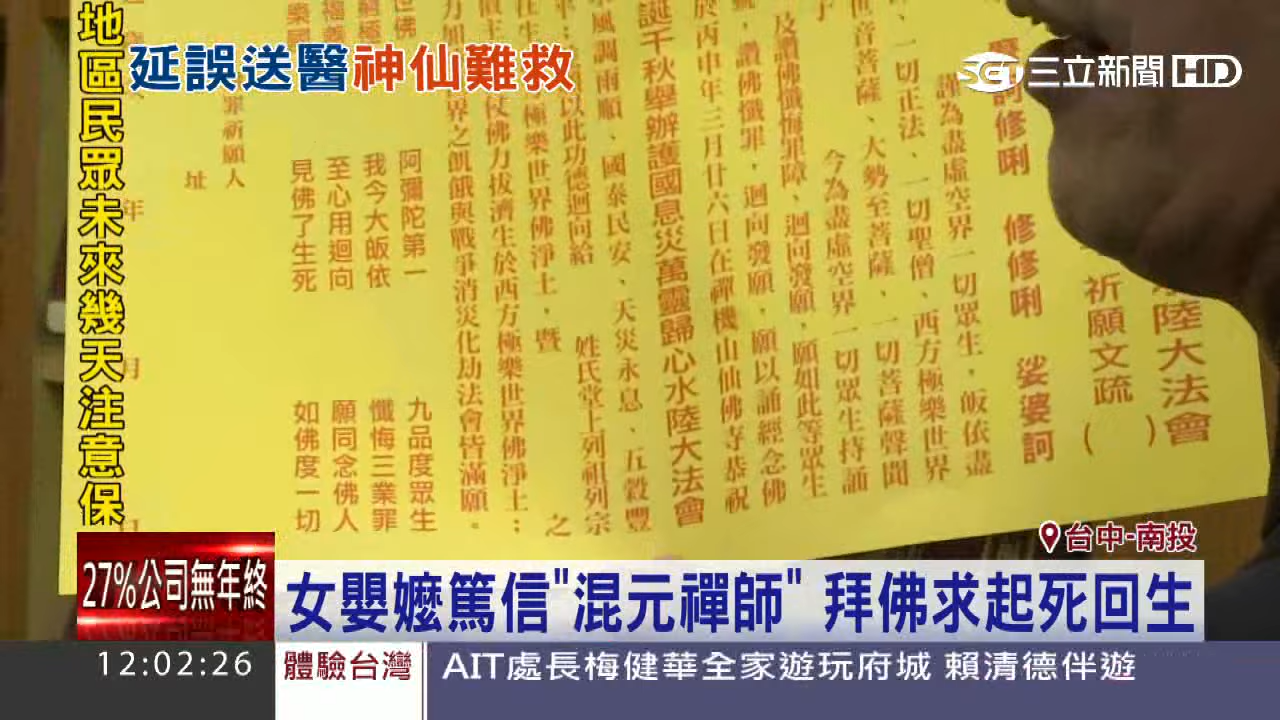 延誤送醫神仙難救
SET三立新聞HD
地區民眾未來幾天注意保
陸大法會
祈願文疏
(　　)
修唎　修修唎　娑婆訶
謹為盡虛空界一切眾生，皈依盡
、一切正法、一切聖僧、西方極樂世界
世音菩薩、大勢至菩薩，一切菩薩聲聞
今為盡虛空界一切眾生持誦
及讚佛懺悔罪障、迴向發願，願如此等眾生
，讚佛懺罪，迴向發願，願以誦經念佛
於丙申年三月廿六日在禪機山仙佛寺恭祝
誕千秋舉辦護國息災萬靈歸心水陸大法會
風調雨順、國泰民安、天災永息、五穀豐
：以此功德迴向給　姓氏堂上列祖列宗
極樂世界佛淨土，暨　之
仗佛力拔濟生於西方極樂世界佛淨土；
如界之飢餓與戰爭消災化劫法會皆滿願。
阿彌陀第一　九品度眾生
我今大皈依　懺悔三業罪
至心用迴向　願同念佛人
見佛了生死　如佛度一切
罪祈願人
址
年　月　日
台中-南投
27%公司無年終
女嬰嬤篤信"混元禪師" 拜佛求起死回生
12:02:26
體驗台灣
AIT處長梅健華全家遊玩府城 賴清德伴遊